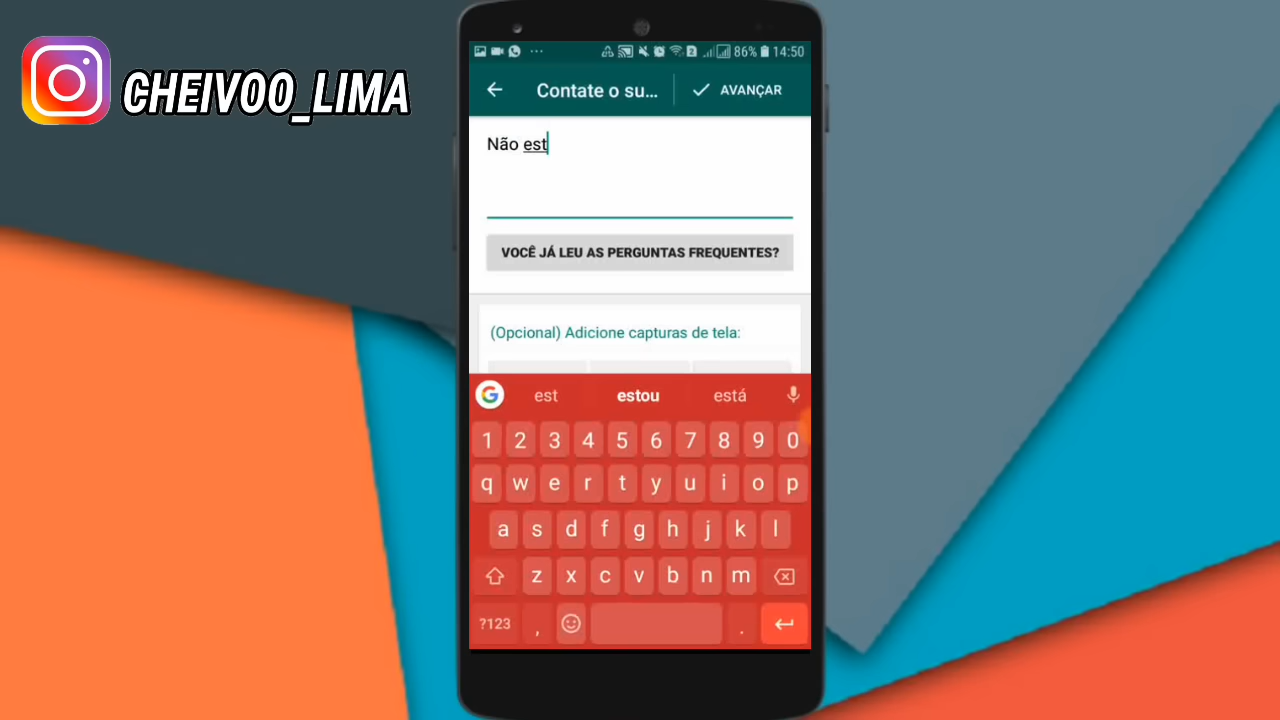 CHEIVOO_LIMA
86% 14:50
Contate o su... AVANÇAR
Não est
VOCÊ JÁ LEU AS PERGUNTAS FREQUENTES?
(Opcional) Adicione capturas de tela:
G est estou está
1 2 3 4 5 6 7 8 9 0
q w e r t y u i o p
a s d f g h j k l
z x c v b n m
?123 , .